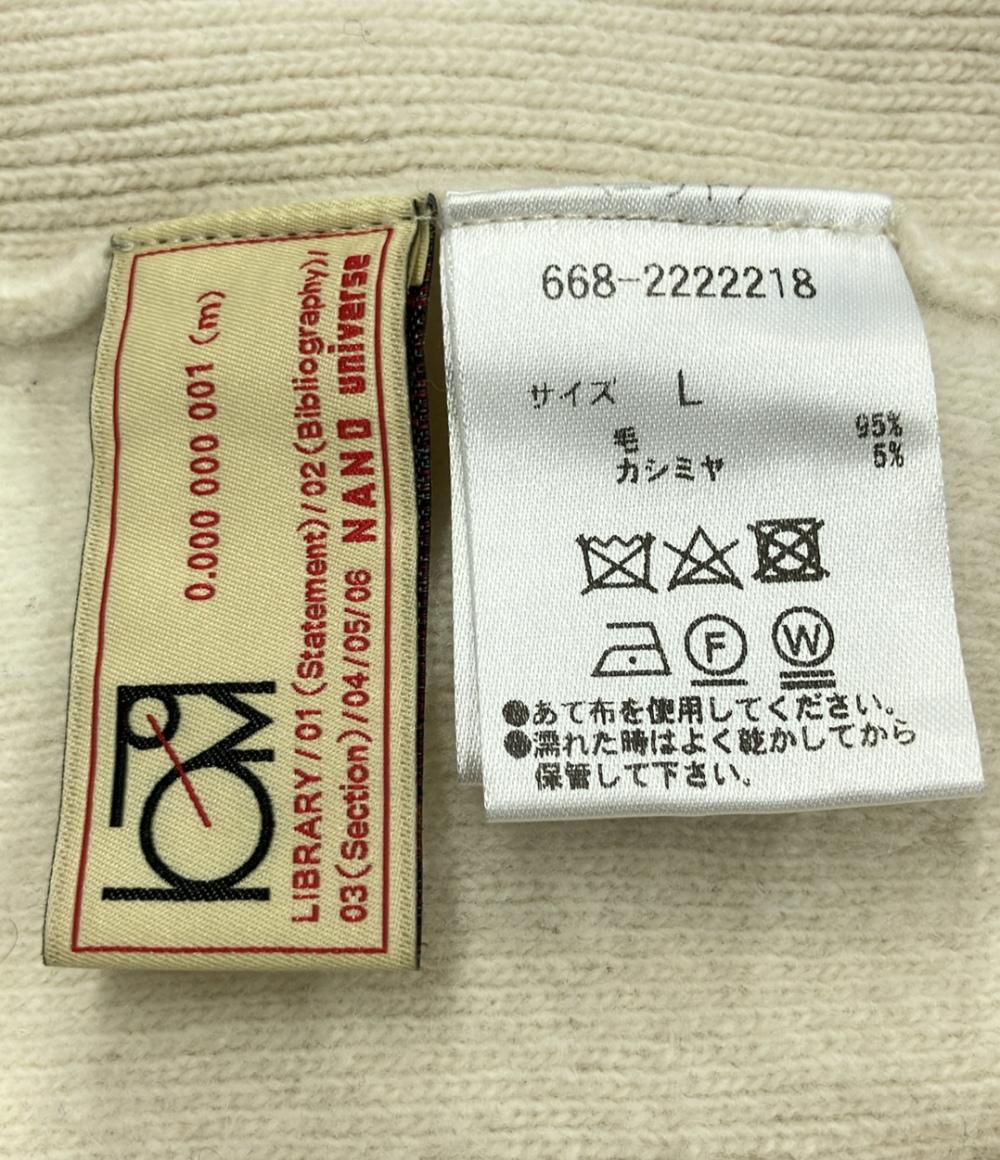 0.000 000 001 (m)
LIBRARY/01(Statement)/02(Bibliography)/
03(Section)/04/05/06 NANO universe
668-2222218
サイズ L
毛 95%
カシミヤ 5%
F
W
●あて布を使用してください。
●濡れた時はよく乾かしてから
保管して下さい。